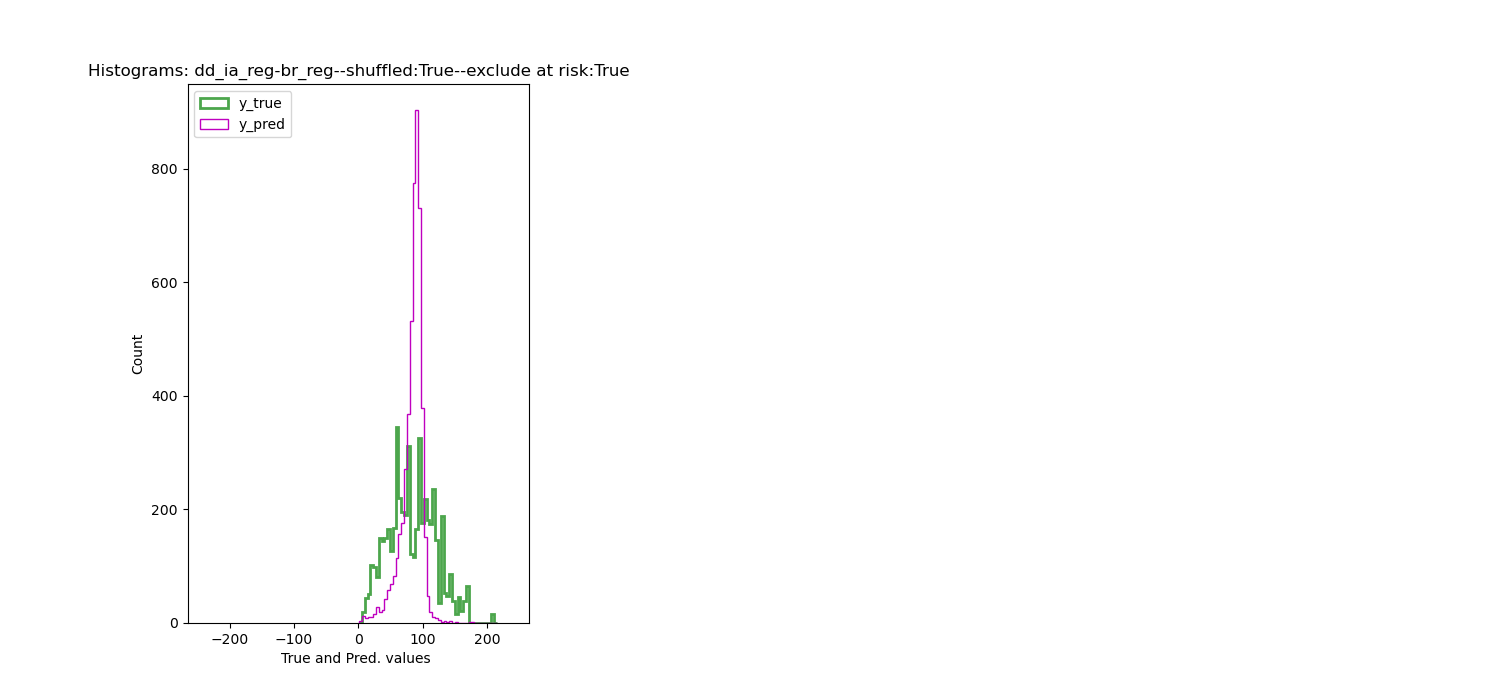 Histograms: dd_ia_reg-br_reg--shuffled:True--exclude at risk:True
y_true
y_pred
800
600
400
200
0
Count
−200
−100
0
100
200
True and Pred. values